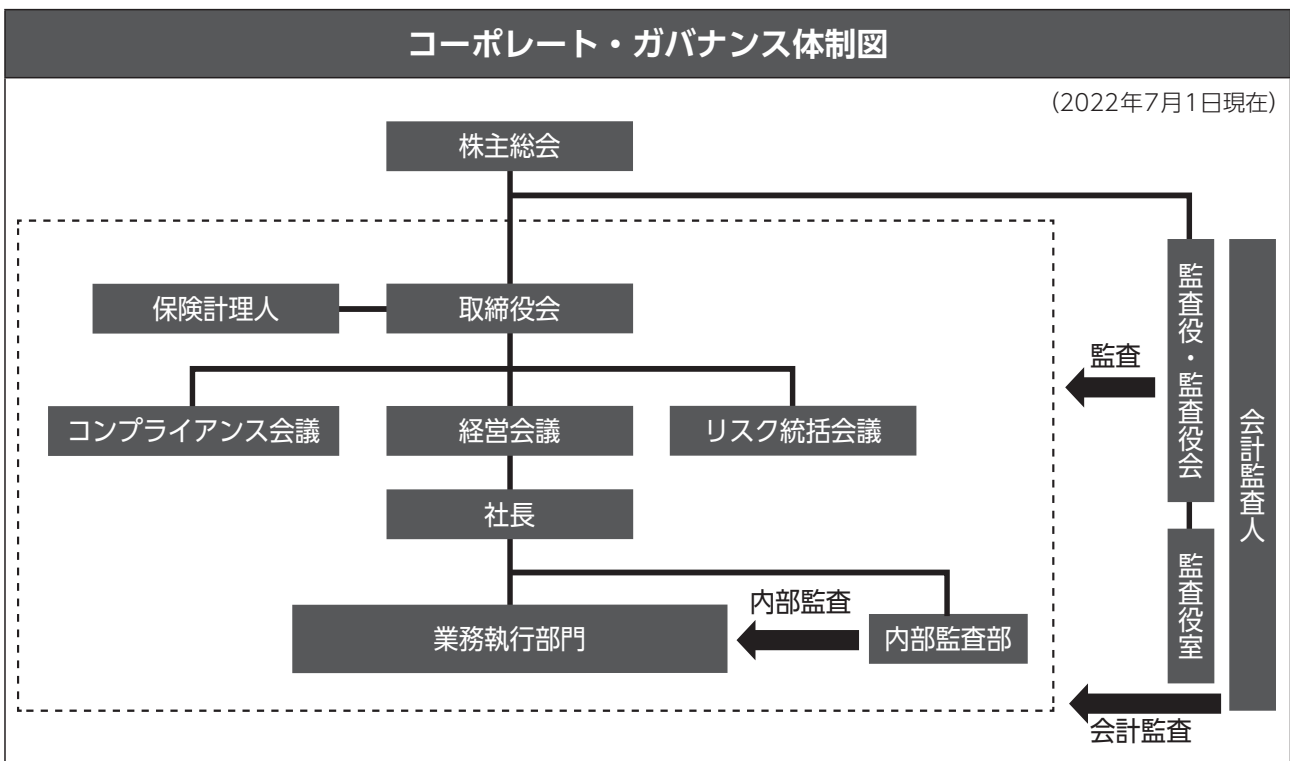 コーポレート・ガバナンス体制図
(2022年7月1日現在)
株主総会
保険計理人
取締役会
監査
コンプライアンス会議
経営会議
リスク統括会議
社長
業務執行部門
内部監査
内部監査部
監査役・監査役会
監査役室
会計監査人
会計監査